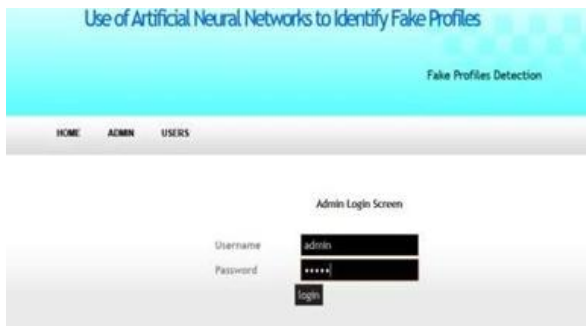 Use of Artificial Neural Networks to Identify Fake Profiles
Fake Profiles Detection
HOME ADMIN USERS
Admin Login Screen
Username admin
Password •••••
login